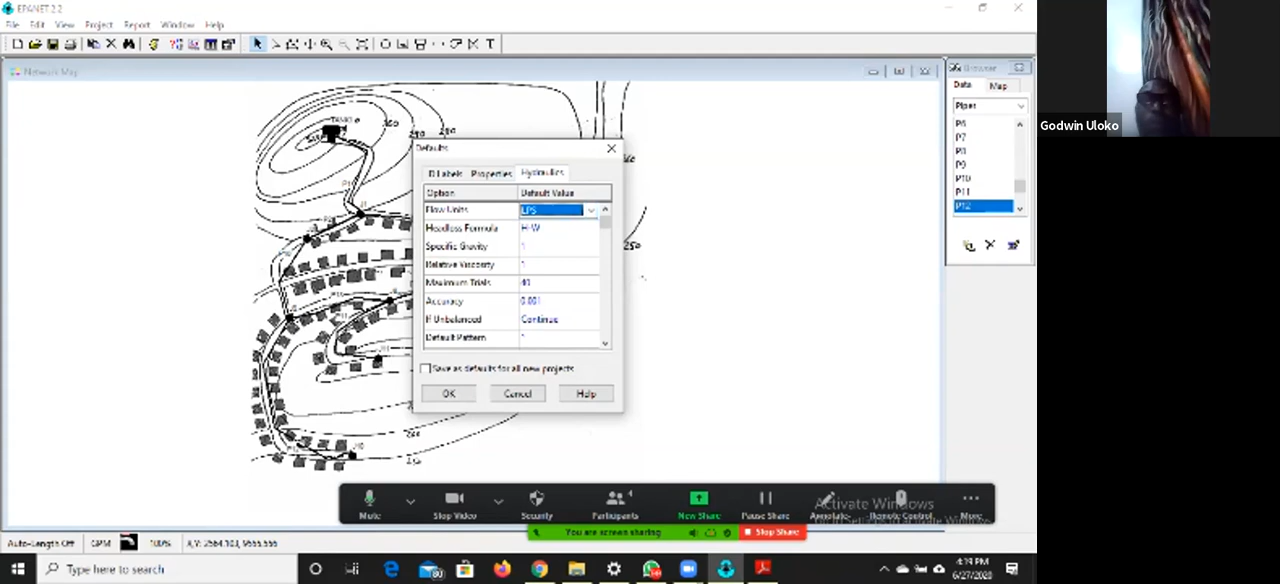 EPANET 2.2
File Edit View Project Report Window Help
Network Map
Browser
Data Map
Pipes
P6
P7
P8
P9
P10
P11
P12
Godwin Uloko
Defaults
ID Labels Properties Hydraulics
Option Default Value
Flow Units LPS
Headloss Formula H-W
Specific Gravity 1
Relative Viscosity 1
Maximum Trials 40
Accuracy 0.001
If Unbalanced Continue
Default Pattern 1
Save as defaults for all new projects
OK Cancel Help
250
Mute Stop Video Security Participants 4 New Share Pause Share Annotate Remote Control More
Activate Windows
You are screen sharing Stop Share
Auto-Length Off GPM 100%
Type here to search
4:19 PM
6/27/2020